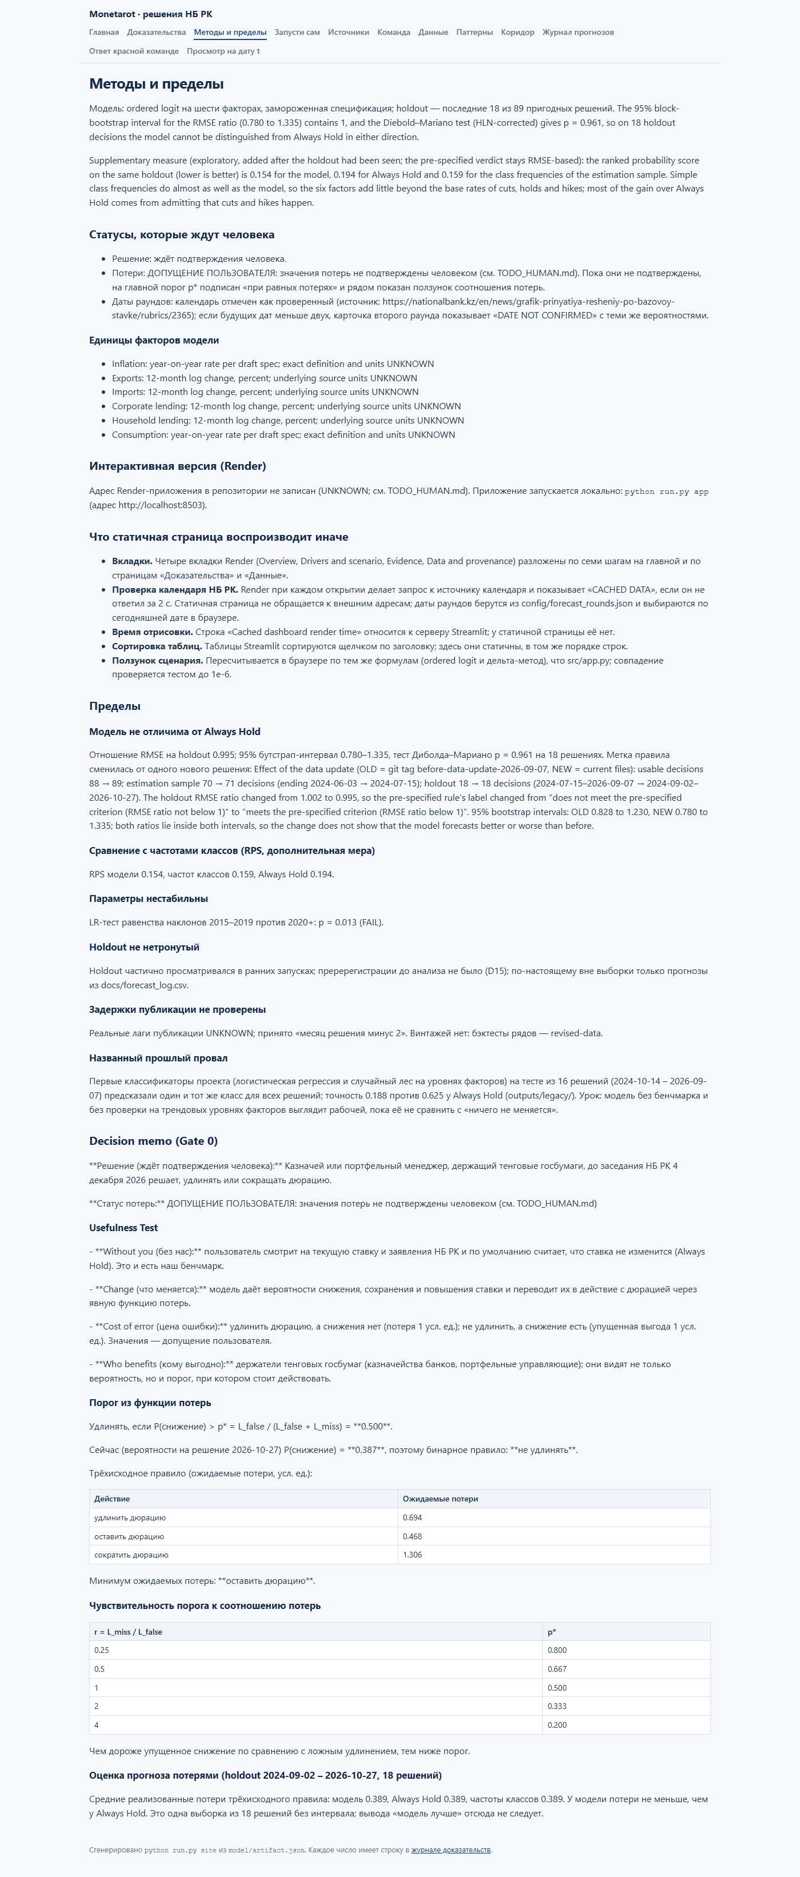 Monetarot · решения НБ РК
Главная Доказательства Методы и пределы Запусти сам Источники Команда Данные Паттерны Коридор Журнал прогнозов
Ответ красной команде Просмотр на дату t
Методы и пределы
Модель: ordered logit на шести факторах, замороженная спецификация; holdout — последние 18 из 89 пригодных решений. The 95% block-
bootstrap interval for the RMSE ratio (0.780 to 1.335) contains 1, and the Diebold–Mariano test (HLN-corrected) gives p = 0.961, so on 18 holdout
decisions the model cannot be distinguished from Always Hold in either direction.
Supplementary measure (exploratory, added after the holdout had been seen; the pre-specified verdict stays RMSE-based): the ranked probability score
on the same holdout (lower is better) is 0.154 for the model, 0.194 for Always Hold and 0.159 for the class frequencies of the estimation sample. Simple
class frequencies do almost as well as the model, so the six factors add little beyond the base rates of cuts, holds and hikes; most of the gain over Always
Hold comes from admitting that cuts and hikes happen.
Статусы, которые ждут человека
• Решение: ждёт подтверждения человека.
• Потери: ДОПУЩЕНИЕ ПОЛЬЗОВАТЕЛЯ: значения потерь не подтверждены человеком (см. TODO_HUMAN.md). Пока они не подтверждены,
на главной порог p* подписан «при равных потерях» и рядом показан ползунок соотношения потерь.
• Даты раундов: календарь отмечен как проверенный (источник: https://nationalbank.kz/en/news/grafik-prinyatiya-resheniy-po-bazovoy-
stavke/rubrics/2365); если будущих дат меньше двух, карточка второго раунда показывает «DATE NOT CONFIRMED» с теми же вероятностями.
Единицы факторов модели
• Inflation: year-on-year rate per draft spec; exact definition and units UNKNOWN
• Exports: 12-month log change, percent; underlying source units UNKNOWN
• Imports: 12-month log change, percent; underlying source units UNKNOWN
• Corporate lending: 12-month log change, percent; underlying source units UNKNOWN
• Household lending: 12-month log change, percent; underlying source units UNKNOWN
• Consumption: year-on-year rate per draft spec; exact definition and units UNKNOWN
Интерактивная версия (Render)
Адрес Render-приложения в репозитории не записан (UNKNOWN; см. TODO_HUMAN.md). Приложение запускается локально: python run.py app
(адрес http://localhost:8503).
Что статичная страница воспроизводит иначе
• Вкладки. Четыре вкладки Render (Overview, Drivers and scenario, Evidence, Data and provenance) разложены по семи шагам на главной и по
страницам «Доказательства» и «Данные».
• Проверка календаря НБ РК. Render при каждом открытии делает запрос к источнику календаря и показывает «CACHED DATA», если он не
ответил за 2 с. Статичная страница не обращается к внешним адресам; даты раундов берутся из config/forecast_rounds.json и выбираются по
сегодняшней дате в браузере.
• Время отрисовки. Строка «Cached dashboard render time» относится к серверу Streamlit; у статичной страницы её нет.
• Сортировка таблиц. Таблицы Streamlit сортируются щелчком по заголовку; здесь они статичны, в том же порядке строк.
• Ползунок сценария. Пересчитывается в браузере по тем же формулам (ordered logit и дельта-метод), что src/app.py; совпадение
проверяется тестом до 1e-6.
Пределы
Модель не отличима от Always Hold
Отношение RMSE на holdout 0.995; 95% бутстрап-интервал 0.780–1.335, тест Диболда–Мариано p = 0.961 на 18 решениях. Метка правила
сменилась от одного нового решения: Effect of the data update (OLD = git tag before-data-update-2026-09-07, NEW = current files): usable decisions
88 → 89; estimation sample 70 → 71 decisions (ending 2024-06-03 → 2024-07-15); holdout 18 → 18 decisions (2024-07-15–2026-09-07 → 2024-09-02–
2026-10-27). The holdout RMSE ratio changed from 1.002 to 0.995, so the pre-specified rule's label changed from "does not meet the pre-specified
criterion (RMSE ratio not below 1)" to "meets the pre-specified criterion (RMSE ratio below 1)". 95% bootstrap intervals: OLD 0.828 to 1.230, NEW 0.780 to
1.335; both ratios lie inside both intervals, so the change does not show that the model forecasts better or worse than before.
Сравнение с частотами классов (RPS, дополнительная мера)
RPS модели 0.154, частот классов 0.159, Always Hold 0.194.
Параметры нестабильны
LR-тест равенства наклонов 2015–2019 против 2020+: p = 0.013 (FAIL).
Holdout не нетронутый
Holdout частично просматривался в ранних запусках; преререгистрации до анализа не было (D15); по-настоящему вне выборки только прогнозы
из docs/forecast_log.csv.
Задержки публикации не проверены
Реальные лаги публикации UNKNOWN; принято «месяц решения минус 2». Винтажей нет: бэктесты рядов — revised-data.
Названный прошлый провал
Первые классификаторы проекта (логистическая регрессия и случайный лес на уровнях факторов) на тесте из 16 решений (2024-10-14 – 2026-09-
07) предсказали один и тот же класс для всех решений; точность 0.188 против 0.625 у Always Hold (outputs/legacy/). Урок: модель без бенчмарка и
без проверки на трендовых уровнях факторов выглядит рабочей, пока её не сравнить с «ничего не меняется».
Decision memo (Gate 0)
**Решение (ждёт подтверждения человека):** Казначей или портфельный менеджер, держащий тенговые госбумаги, до заседания НБ РК 4
декабря 2026 решает, удлинять или сокращать дюрацию.
**Статус потерь:** ДОПУЩЕНИЕ ПОЛЬЗОВАТЕЛЯ: значения потерь не подтверждены человеком (см. TODO_HUMAN.md)
Usefulness Test
- **Without you (без нас):** пользователь смотрит на текущую ставку и заявления НБ РК и по умолчанию считает, что ставка не изменится (Always
Hold). Это и есть наш бенчмарк.
- **Change (что меняется):** модель даёт вероятности снижения, сохранения и повышения ставки и переводит их в действие с дюрацией через
явную функцию потерь.
- **Cost of error (цена ошибки):** удлинить дюрацию, а снижения нет (потеря 1 усл. ед.); не удлинить, а снижение есть (упущенная выгода 1 усл.
ед.). Значения — допущение пользователя.
- **Who benefits (кому выгодно):** держатели тенговых госбумаг (казначейства банков, портфельные управляющие); они видят не только
вероятность, но и порог, при котором стоит действовать.
Порог из функции потерь
Удлинять, если P(снижение) > p* = L_false / (L_false + L_miss) = **0.500**.
Сейчас (вероятности на решение 2026-10-27) P(снижение) = **0.387**, поэтому бинарное правило: **не удлинять**.
Трёхисходное правило (ожидаемые потери, усл. ед.):
Действие Ожидаемые потери
удлинить дюрацию 0.694
оставить дюрацию 0.468
сократить дюрацию 1.306
Минимум ожидаемых потерь: **оставить дюрацию**.
Чувствительность порога к соотношению потерь
r = L_miss / L_false p*
0.25 0.800
0.5 0.667
1 0.500
2 0.333
4 0.200
Чем дороже упущенное снижение по сравнению с ложным удлинением, тем ниже порог.
Оценка прогноза потерями (holdout 2024-09-02 – 2026-10-27, 18 решений)
Средние реализованные потери трёхисходного правила: модель 0.389, Always Hold 0.389, частоты классов 0.389. У модели потери не меньше, чем
у Always Hold. Это одна выборка из 18 решений без интервала; вывода «модель лучше» отсюда не следует.
Сгенерировано python run.py site из model/artifact.json. Каждое число имеет строку в журнале доказательств.